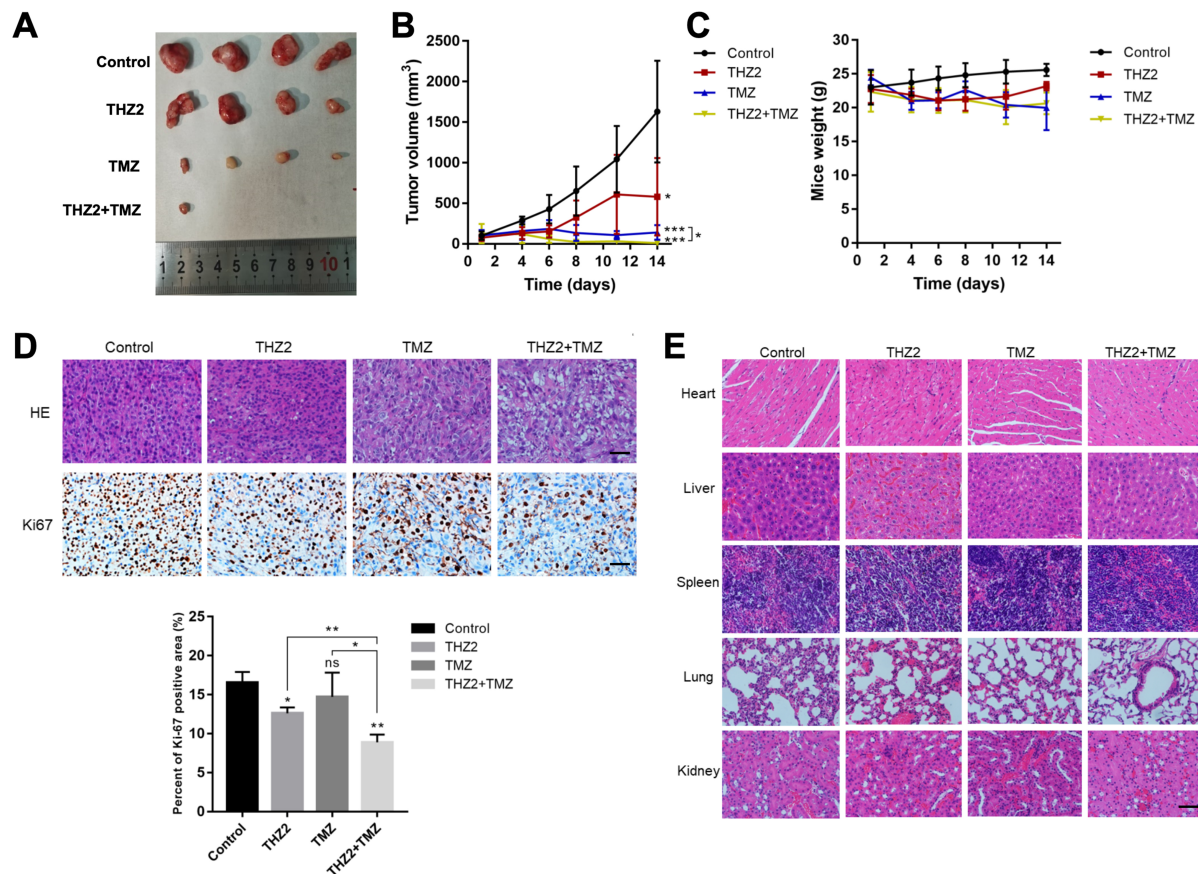 A
Control
THZ2
TMZ
THZ2+TMZ
1 2 3 4 5 6 7 8 9 10 1
B
Tumor volume (mm3)
2500
2000
1500
1000
500
0
0 2 4 6 8 10 12 14
Time (days)
Control
THZ2
TMZ
THZ2+TMZ
*
***
***
*
C
Mice weight (g)
30
25
20
15
10
5
0
0 2 4 6 8 10 12 14
Time (days)
Control
THZ2
TMZ
THZ2+TMZ
D
Control THZ2 TMZ THZ2+TMZ
HE
Ki67
Percent of Ki-67 positive area (%)
25
20
15
10
5
0
*
ns
**
**
*
Control THZ2 TMZ THZ2+TMZ
Control
THZ2
TMZ
THZ2+TMZ
E
Control THZ2 TMZ THZ2+TMZ
Heart
Liver
Spleen
Lung
Kidney